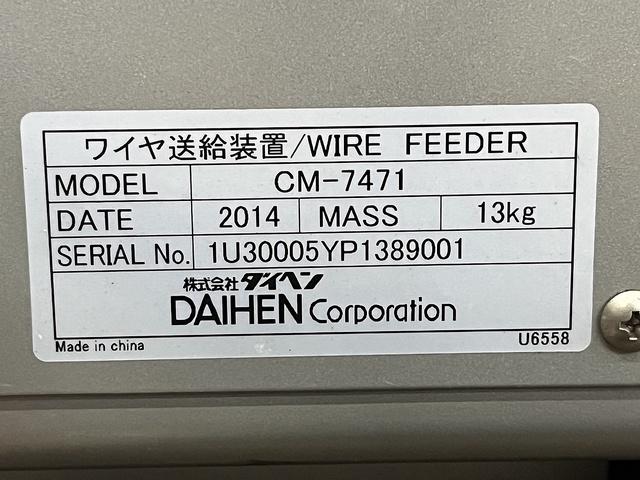 ワイヤ送給装置/WIRE FEEDER
MODEL CM-7471
DATE 2014 MASS 13kg
SERIAL No. 1U30005YP1389001
株式会社ダイヘン
DAIHEN Corporation
Made in china U6558